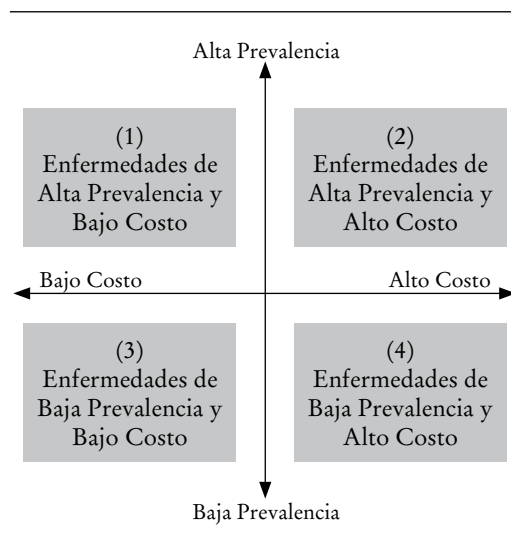 Alta Prevalencia
(1)
Enfermedades de
Alta Prevalencia y
Bajo Costo
(2)
Enfermedades de
Alta Prevalencia y
Alto Costo
Bajo Costo
Alto Costo
(3)
Enfermedades de
Baja Prevalencia y
Bajo Costo
(4)
Enfermedades de
Baja Prevalencia y
Alto Costo
Baja Prevalencia